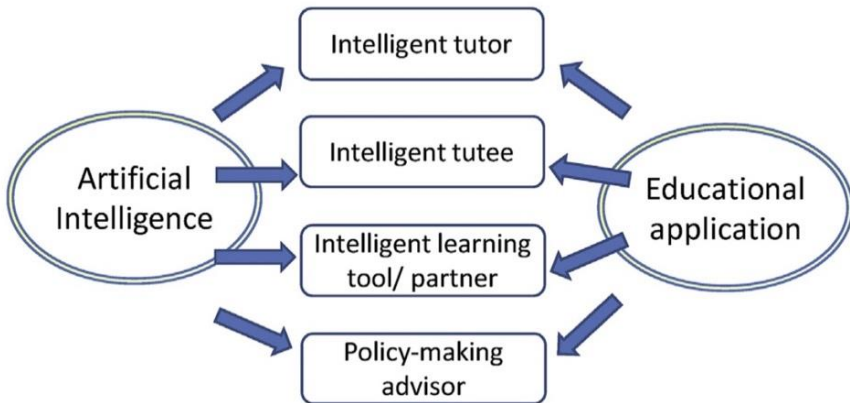 Intelligent tutor
Intelligent tutee
Artificial
Intelligence
Educational
application
Intelligent learning
tool/ partner
Policy-making
advisor